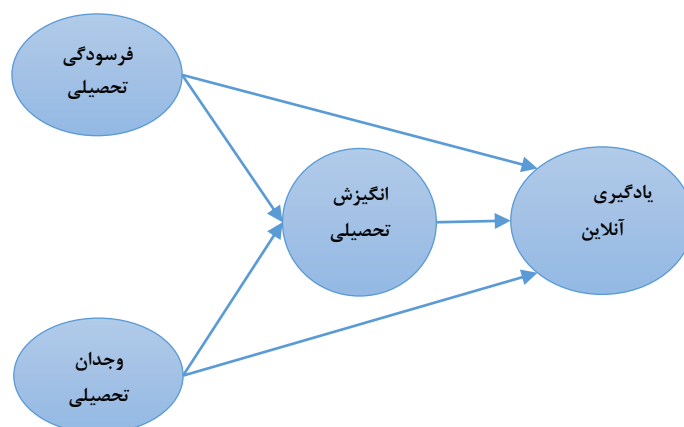 فرسودگی
تحصیلی
انگیزش
تحصیلی
یادگیری
آنلاین
وجدان
تحصیلی